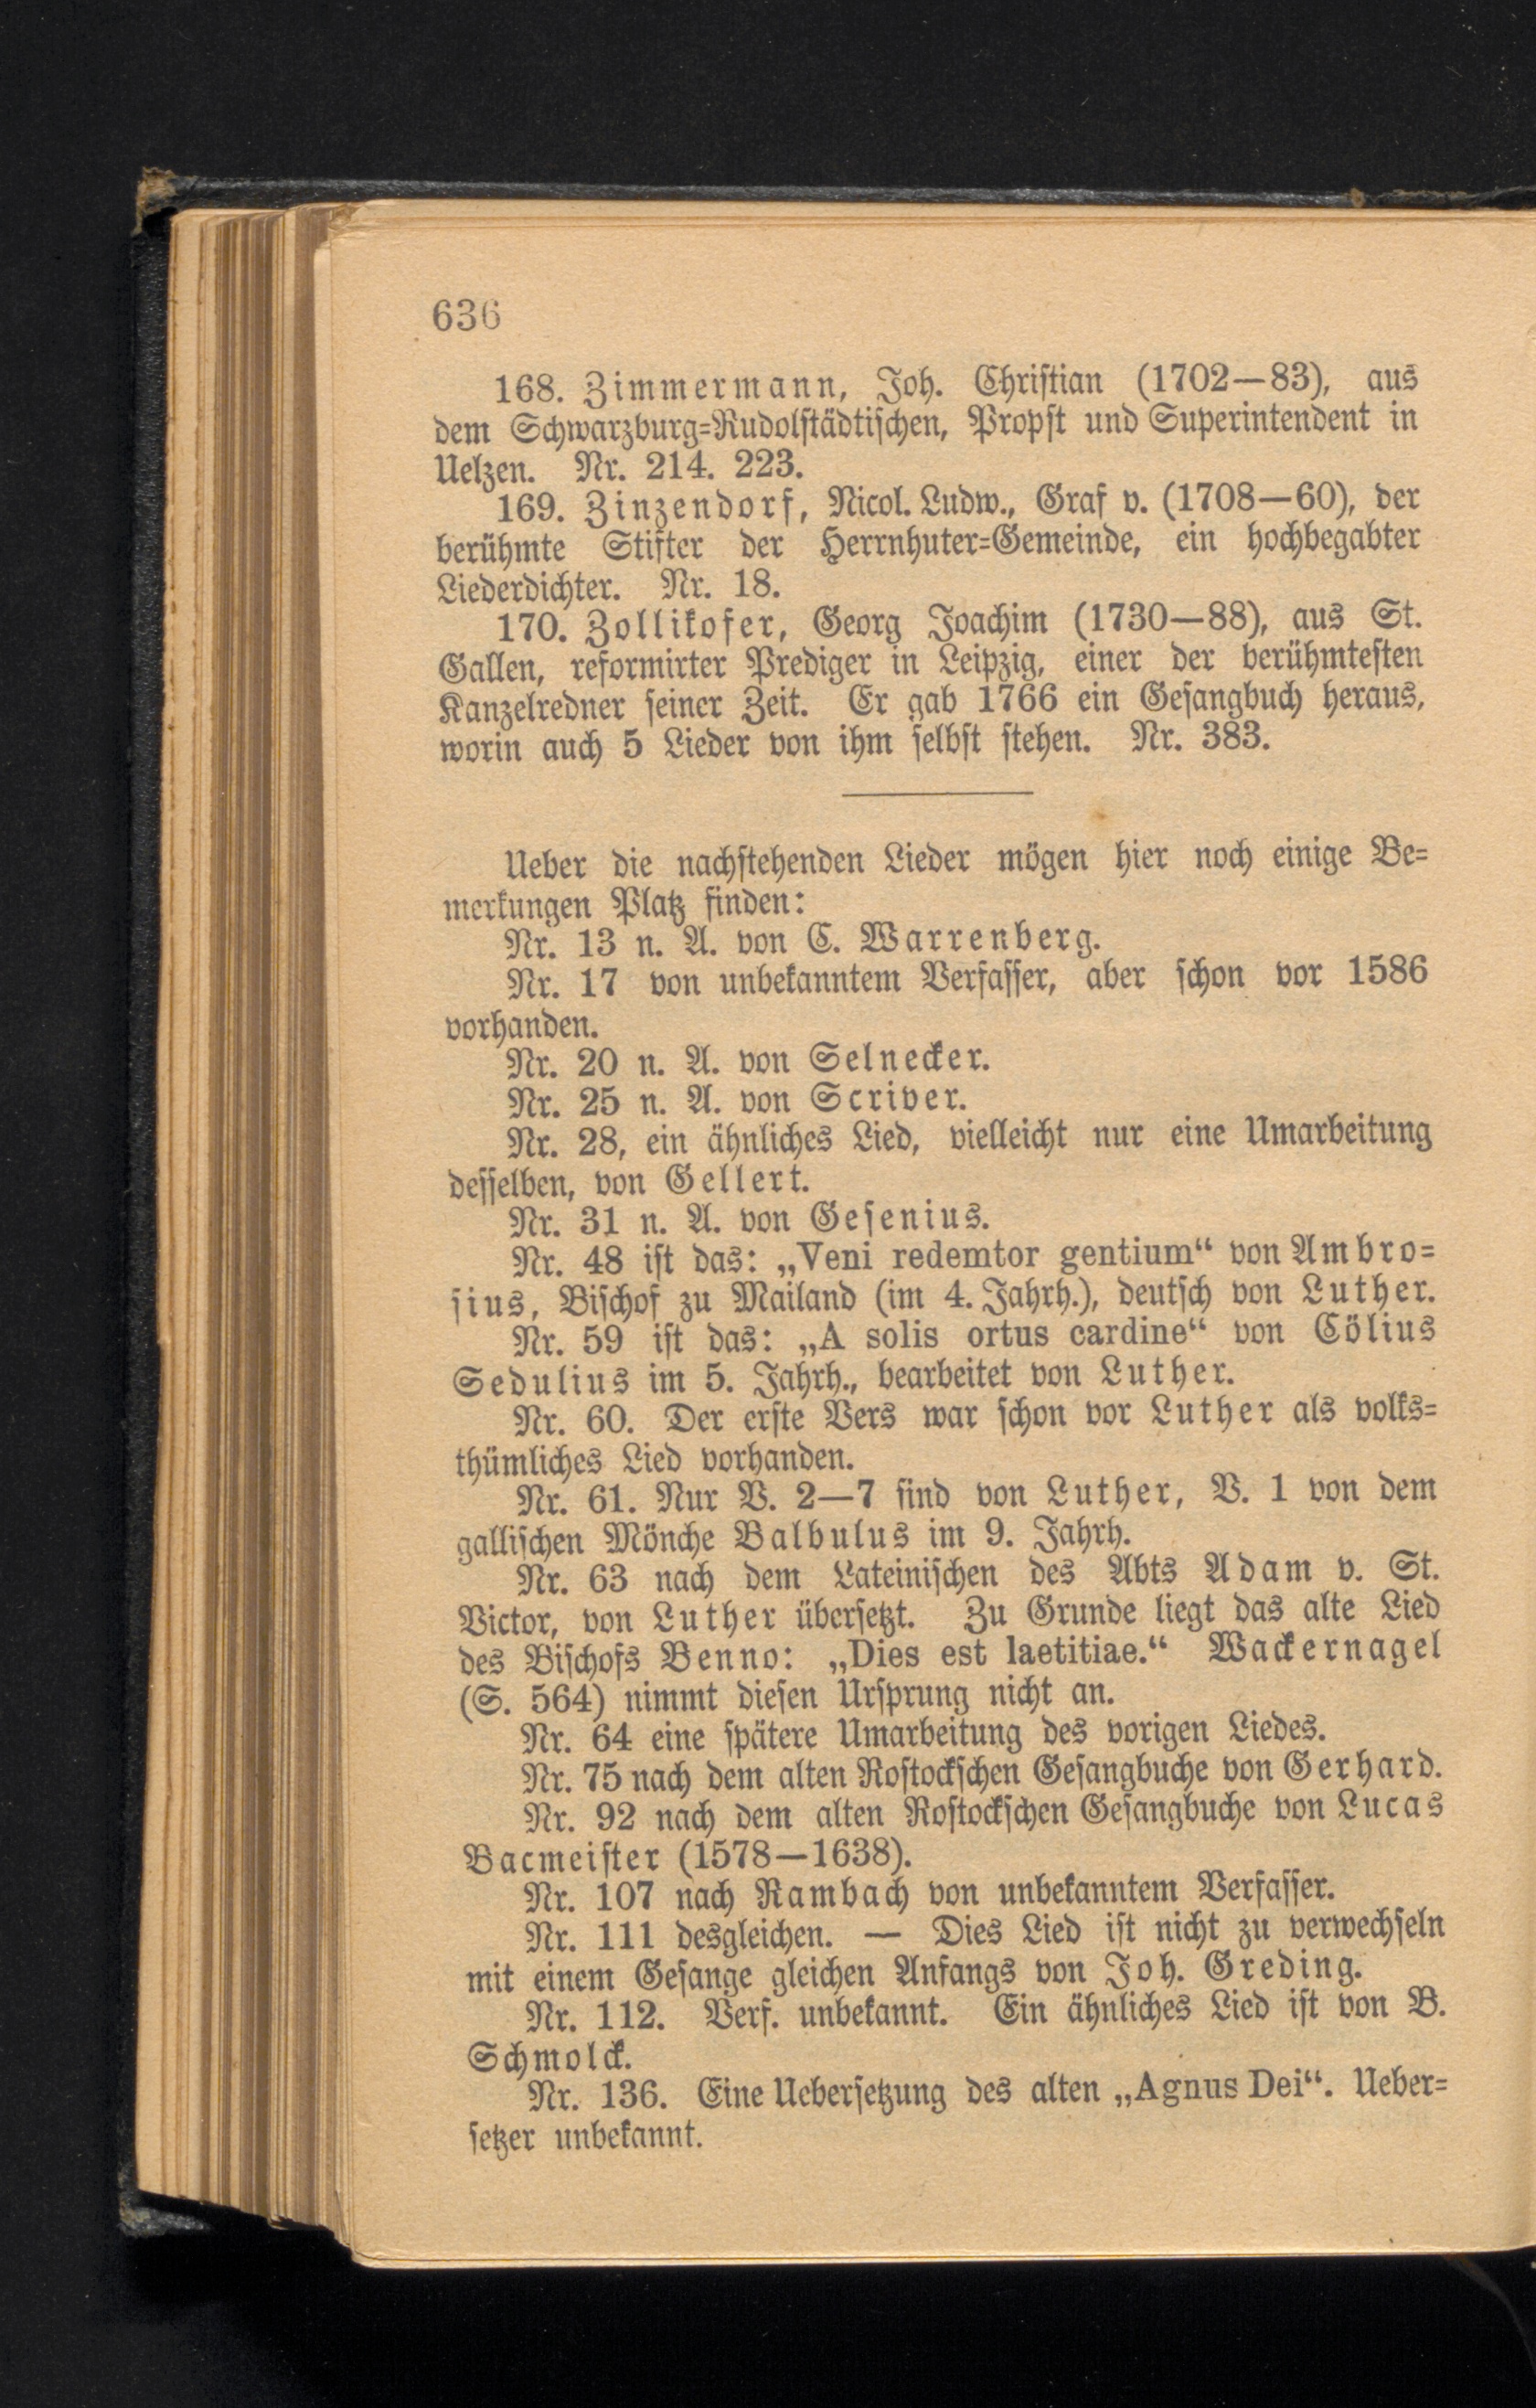 636
168. Zimmermann, Joh. Christian (1702—83), aus
dem Schwarzburg=Rudolstädtischen, Propst und Superintendent in
Uelzen. Nr. 214. 223.
169. Zinzendorf, Nicol. Ludw., Graf v. (1708—60), der
berühmte Stifter der Herrnhuter=Gemeinde, ein hochbegabter
Liederdichter. Nr. 18.
170. Zollikofer, Georg Joachim (1730—88), aus St.
Gallen, reformirter Prediger in Leipzig, einer der berühmtesten
Kanzelredner seiner Zeit. Er gab 1766 ein Gesangbuch heraus,
worin auch 5 Lieder von ihm selbst stehen. Nr. 383.
Ueber die nachstehenden Lieder mögen hier noch einige Be=
merkungen Platz finden:
Nr. 13 n. A. von C. Warrenberg.
Nr. 17 von unbekanntem Verfasser, aber schon vor 1586
vorhanden.
Nr. 20 n. A. von Selnecker.
Nr. 25 n. A. von Scriver.
Nr. 28, ein ähnliches Lied, vielleicht nur eine Umarbeitung
desselben, von Gellert.
Nr. 31 n. A. von Gesenius.
Nr. 48 ist das: „Veni redemtor gentium“ von Ambro=
sius, Bischof zu Mailand (im 4. Jahrh.), deutsch von Luther.
Nr. 59 ist das: „A solis ortus cardine“ von Cölius
Sedulius im 5. Jahrh., bearbeitet von Luther.
Nr. 60. Der erste Vers war schon vor Luther als volks=
thümliches Lied vorhanden.
Nr. 61. Nur V. 2—7 sind von Luther, V. 1 von dem
gallischen Mönche Balbulus im 9. Jahrh.
Nr. 63 nach dem Lateinischen des Abts Adam v. St.
Victor, von Luther übersetzt. Zu Grunde liegt das alte Lied
des Bischofs Benno: „Dies est laetitiae.“ Wackernagel
(S. 564) nimmt diesen Ursprung nicht an.
Nr. 64 eine spätere Umarbeitung des vorigen Liedes.
Nr. 75 nach dem alten Rostockschen Gesangbuche von Gerhard.
Nr. 92 nach dem alten Rostockschen Gesangbuche von Lucas
Bacmeister (1578—1638).
Nr. 107 nach Rambach von unbekanntem Verfasser.
Nr. 111 desgleichen. — Dies Lied ist nicht zu verwechseln
mit einem Gesange gleichen Anfangs von Joh. Greding.
Nr. 112. Verf. unbekannt. Ein ähnliches Lied ist von B.
Schmolck.
Nr. 136. Eine Uebersetzung des alten „Agnus Dei“. Ueber=
setzer unbekannt.